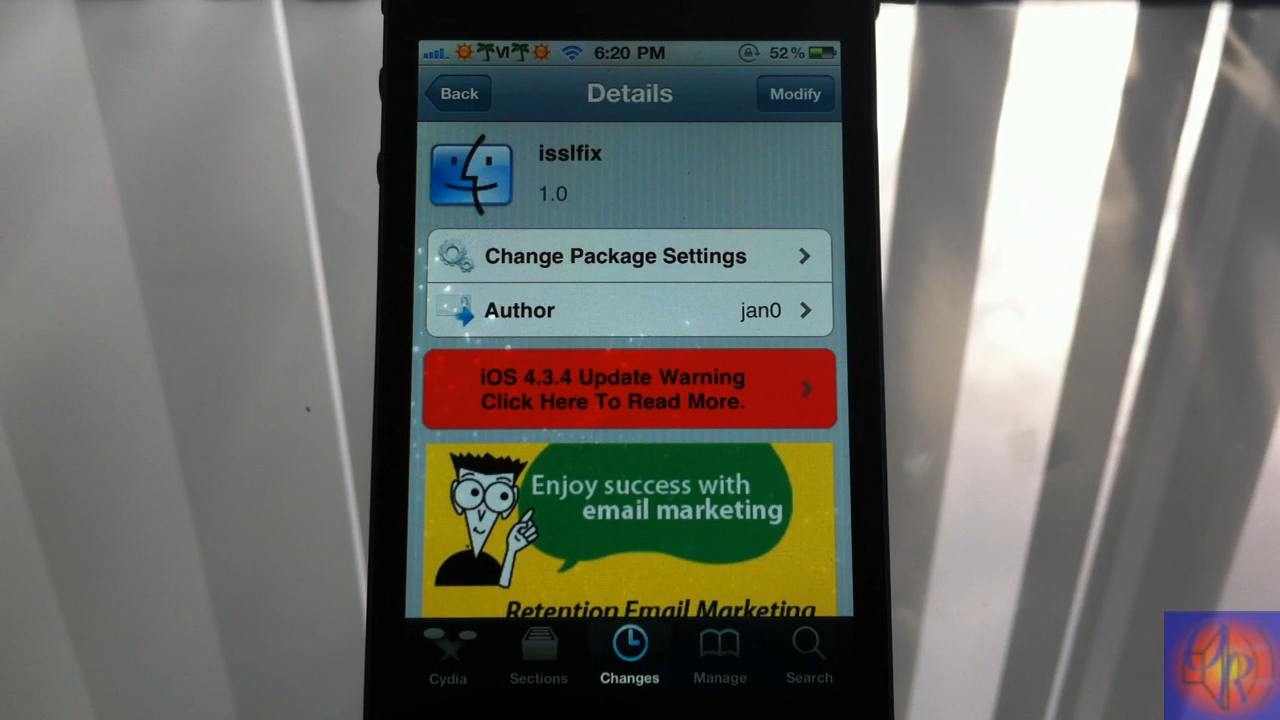 ☀🌴VI🌴☀ 6:20 PM 52%
Back Details Modify
isslfix
1.0
Change Package Settings
Author jan0
iOS 4.3.4 Update Warning
Click Here To Read More.
Enjoy success with
email marketing
Retention Email Marketing
Cydia Sections Changes Manage Search